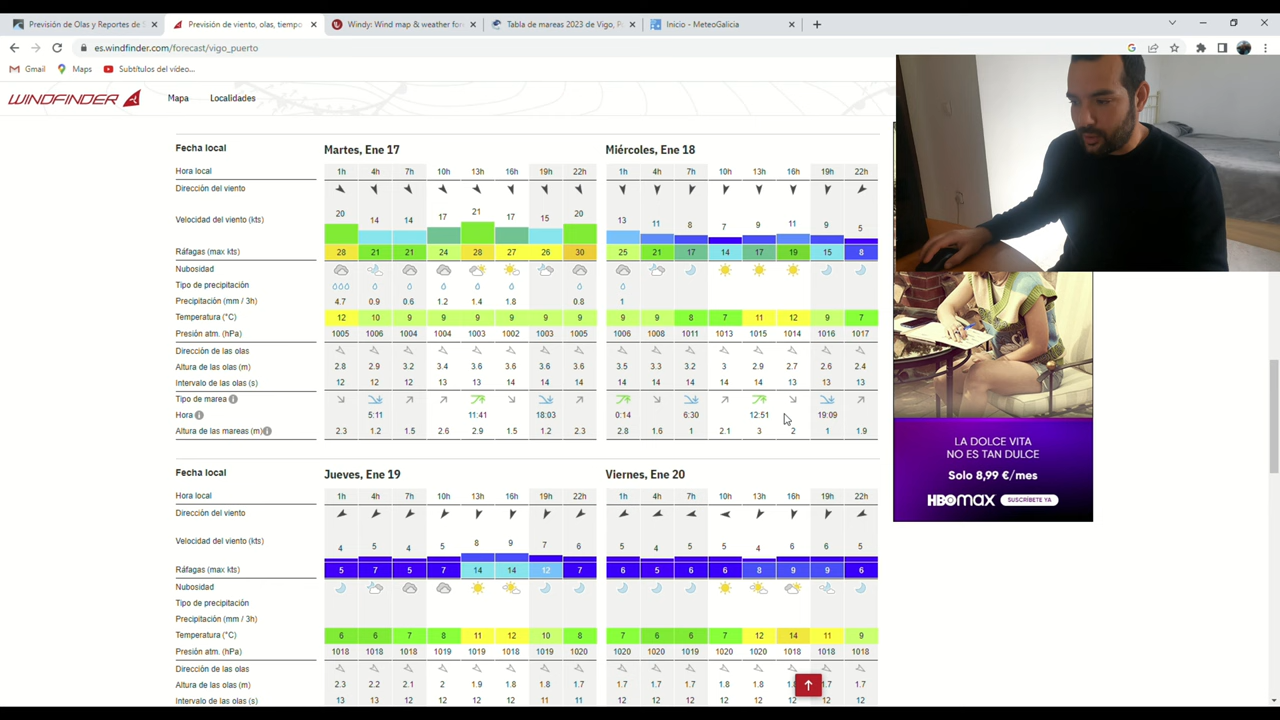 Previsión de Olas y Reportes de S
Previsión de viento, olas, tiempo
Windy: Wind map & weather for
Tabla de mareas 2023 de Vigo, P
Inicio - MeteoGalicia
es.windfinder.com/forecast/vigo_puerto
Gmail Maps Subtítulos del vídeo...
WINDFINDER Mapa Localidades
Fecha local Martes, Ene 17 Miércoles, Ene 18
Hora local 1h 4h 7h 10h 13h 16h 19h 22h 1h 4h 7h 10h 13h 16h 19h 22h
Dirección del viento
Velocidad del viento (kts) 20 14 14 17 21 17 15 20 13 11 8 7 9 11 9 5
Ráfagas (max kts) 28 21 21 24 28 27 26 30 25 21 17 14 17 19 15 8
Nubosidad
Tipo de precipitación
Precipitación (mm / 3h) 4.7 0.9 0.6 1.2 1.4 1.8 0.8 1
Temperatura (°C) 12 10 9 9 9 9 9 9 9 9 8 7 11 12 9 7
Presión atm. (hPa) 1005 1006 1004 1004 1003 1002 1003 1005 1006 1008 1011 1013 1015 1014 1016 1017
Dirección de las olas
Altura de las olas (m) 2.8 2.9 3.2 3.4 3.6 3.6 3.6 3.6 3.5 3.3 3.2 3 2.9 2.7 2.6 2.4
Intervalo de las olas (s) 12 12 12 13 13 14 14 14 14 14 14 14 14 13 13 13
Tipo de marea
Hora 5:11 11:41 18:03 0:14 6:30 12:51 19:09
Altura de las mareas (m) 2.3 1.2 1.5 2.6 2.9 1.5 1.2 2.3 2.8 1.6 1 2.1 3 2 1 1.9
Fecha local Jueves, Ene 19 Viernes, Ene 20
Hora local 1h 4h 7h 10h 13h 16h 19h 22h 1h 4h 7h 10h 13h 16h 19h 22h
Dirección del viento
Velocidad del viento (kts) 4 5 4 5 8 9 7 6 5 4 5 5 4 6 6 5
Ráfagas (max kts) 5 7 5 7 14 14 12 7 6 5 6 6 8 9 9 6
Nubosidad
Tipo de precipitación
Precipitación (mm / 3h)
Temperatura (°C) 6 6 7 8 11 12 10 8 7 6 6 7 12 14 11 9
Presión atm. (hPa) 1018 1018 1018 1019 1019 1018 1019 1020 1020 1020 1019 1020 1020 1018 1018 1018
Dirección de las olas
Altura de las olas (m) 2.3 2.2 2.1 2 1.9 1.8 1.8 1.7 1.7 1.7 1.7 1.8 1.8 1.7 1.7
Intervalo de las olas (s) 13 13 12 12 12 12 11 11 12 12 12 12 12 12 12 12
LA DOLCE VITA
NO ES TAN DULCE
Solo 8,99 €/mes
HBOMAX SUSCRÍBETE YA